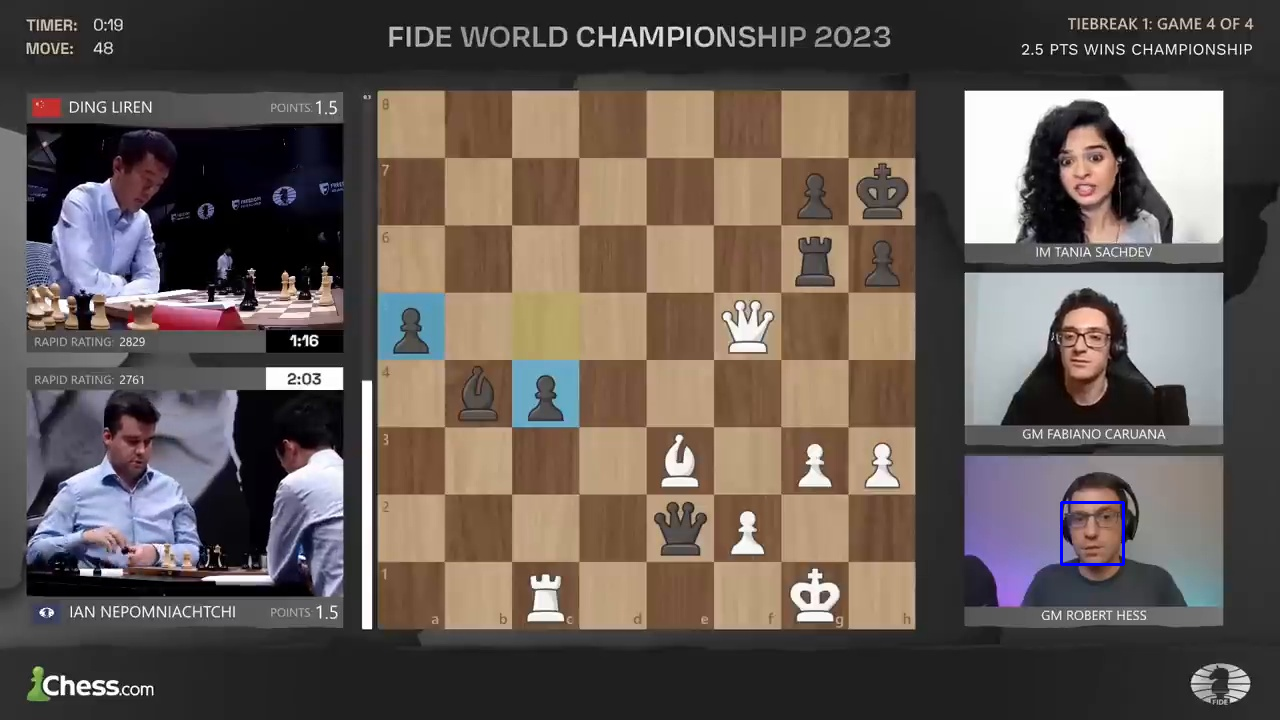 TIMER: 0:19
MOVE: 48
FIDE WORLD CHAMPIONSHIP 2023
TIEBREAK 1: GAME 4 OF 4
2.5 PTS WINS CHAMPIONSHIP
DING LIREN POINTS: 1.5
RAPID RATING: 2829 1:16
RAPID RATING: 2761 2:03
IAN NEPOMNIACHTCHI POINTS: 1.5
8
7
6
5
4
3
2
1
a b c d e f g h
IM TANIA SACHDEV
GM FABIANO CARUANA
GM ROBERT HESS
Chess.com
FIDE